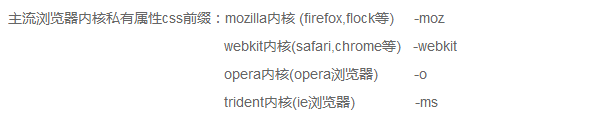 主流浏览器内核私有属性css前缀：mozilla内核 (firefox,flock等) -moz
webkit内核(safari,chrome等) -webkit
opera内核(opera浏览器) -o
trident内核(ie浏览器) -ms